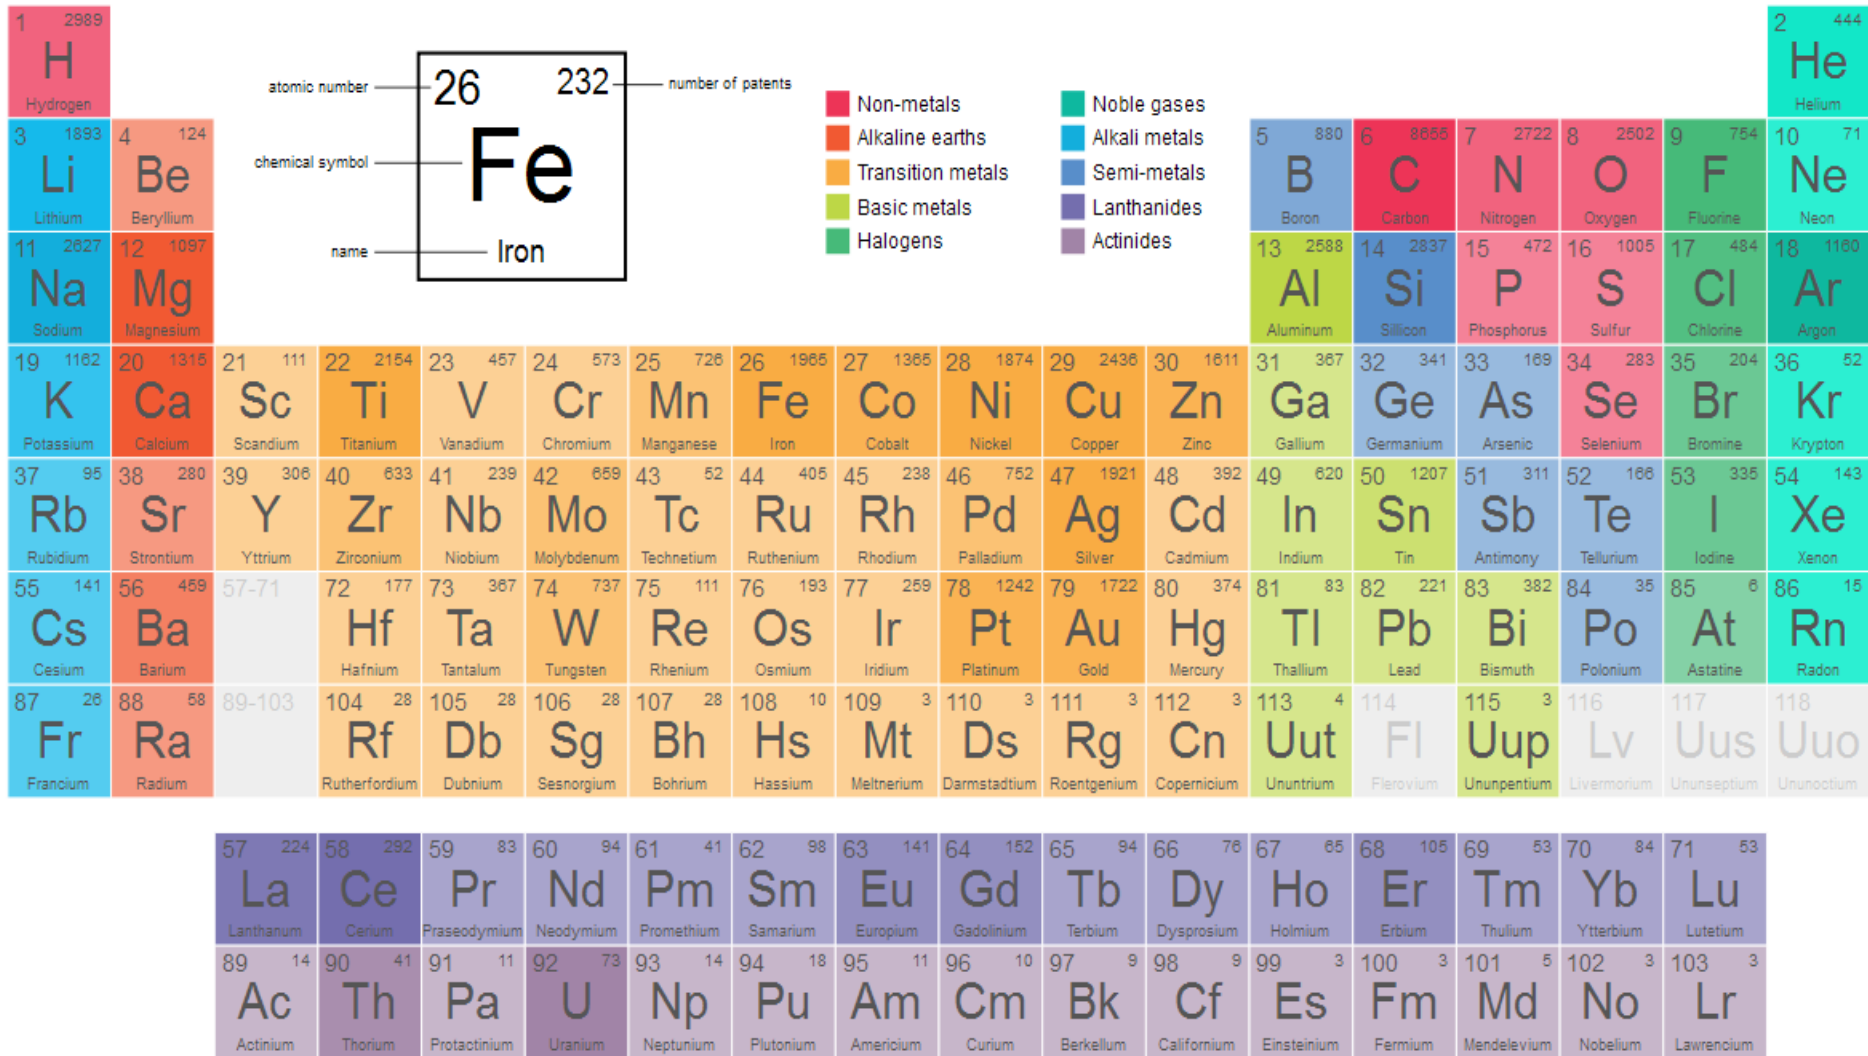 1 2989
H
Hydrogen
2 444
He
Helium
26 232
Fe
Iron
atomic number
number of patents
chemical symbol
name
Non-metals
Alkaline earths
Transition metals
Basic metals
Halogens
Noble gases
Alkali metals
Semi-metals
Lanthanides
Actinides
3 1893 4 124 5 880 6 8655 7 2722 8 2502 9 754 10 71
Li Be B C N O F Ne
Lithium Beryllium Boron Carbon Nitrogen Oxygen Fluorine Neon
11 2627 12 1097 13 2588 14 2837 15 472 16 1005 17 484 18 1160
Na Mg Al Si P S Cl Ar
Sodium Magnesium Aluminum Sillicon Phosphorus Sulfur Chlorine Argon
19 1162 20 1315 21 111 22 2154 23 457 24 573 25 726 26 1965 27 1365 28 1874 29 2436 30 1611 31 367 32 341 33 169 34 283 35 204 36 52
K Ca Sc Ti V Cr Mn Fe Co Ni Cu Zn Ga Ge As Se Br Kr
Potassium Calcium Scandium Titanium Vanadium Chromium Manganese Iron Cobalt Nickel Copper Zinc Gallium Germanium Arsenic Selenium Bromine Krypton
37 95 38 280 39 306 40 633 41 239 42 659 43 52 44 405 45 238 46 752 47 1921 48 392 49 620 50 1207 51 311 52 166 53 335 54 143
Rb Sr Y Zr Nb Mo Tc Ru Rh Pd Ag Cd In Sn Sb Te I Xe
Rubidium Strontium Yttrium Zirconium Niobium Molybdenum Technetium Ruthenium Rhodium Palladium Silver Cadmium Indium Tin Antimony Tellurium Iodine Xenon
55 141 56 459 57-71 72 177 73 367 74 737 75 111 76 193 77 259 78 1242 79 1722 80 374 81 83 82 221 83 382 84 35 85 6 86 15
Cs Ba Hf Ta W Re Os Ir Pt Au Hg Tl Pb Bi Po At Rn
Cesium Barium Hafnium Tantalum Tungsten Rhenium Osmium Iridium Platinum Gold Mercury Thallium Lead Bismuth Polonium Astatine Radon
87 26 88 58 89-103 104 28 105 28 106 28 107 28 108 10 109 3 110 3 111 3 112 3 113 4 114 115 3 116 117 118
Fr Ra Rf Db Sg Bh Hs Mt Ds Rg Cn Uut Fl Uup Lv Uus Uuo
Francium Radium Rutherfordium Dubnium Sesnorgium Bohrium Hassium Meltnerium Darmstadtium Roentgenium Copernicium Ununtrium Flerovium Ununpentium Livermorium Ununseptium Ununoctium
57 224 58 292 59 83 60 94 61 41 62 98 63 141 64 152 65 94 66 76 67 65 68 105 69 53 70 84 71 53
La Ce Pr Nd Pm Sm Eu Gd Tb Dy Ho Er Tm Yb Lu
Lanthanum Cerium Praseodymium Neodymium Promethium Samarium Europium Gadolinium Terbium Dysprosium Holmium Erbium Thulium Ytterbium Lutetium
89 14 90 41 91 11 92 73 93 14 94 18 95 11 96 10 97 9 98 9 99 3 100 3 101 5 102 3 103 3
Ac Th Pa U Np Pu Am Cm Bk Cf Es Fm Md No Lr
Actinium Thorium Protactinium Uranium Neptunium Plutonium Americium Curium Berkellum Californium Einsteinium Fermium Mendelevium Nobelium Lawrencium